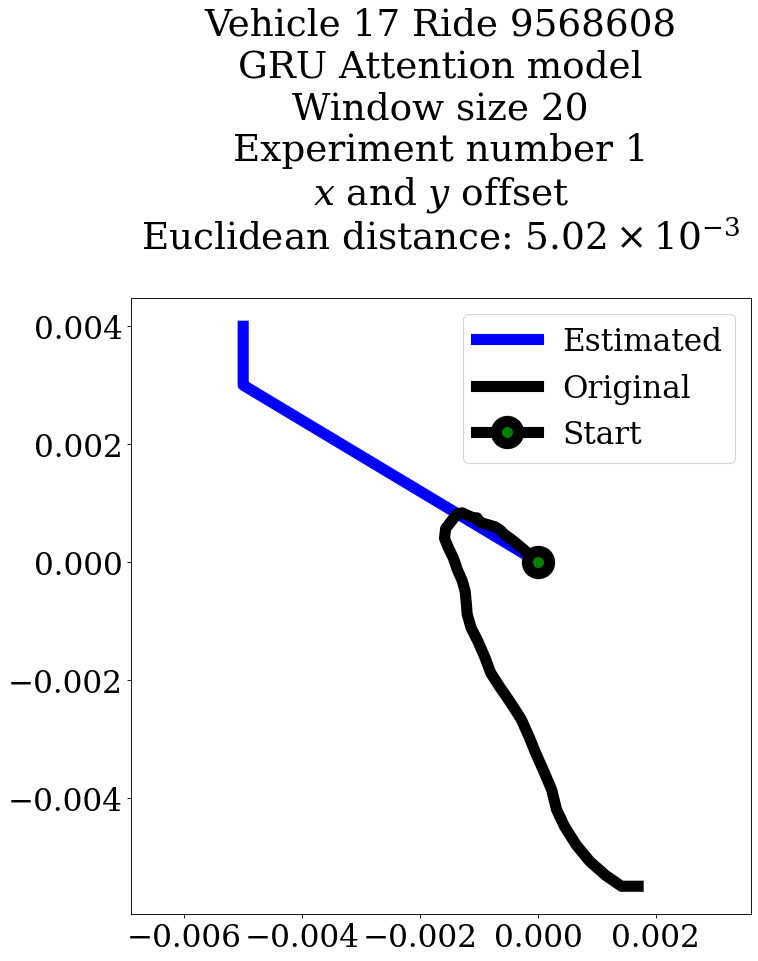 Vehicle 17 Ride 9568608
GRU Attention model
Window size 20
Experiment number 1
x and y offset
Euclidean distance: 5.02 × 10⁻³
Estimated
Original
Start
0.004
0.002
0.000
−0.002
−0.004
−0.006 −0.004 −0.002 0.000 0.002